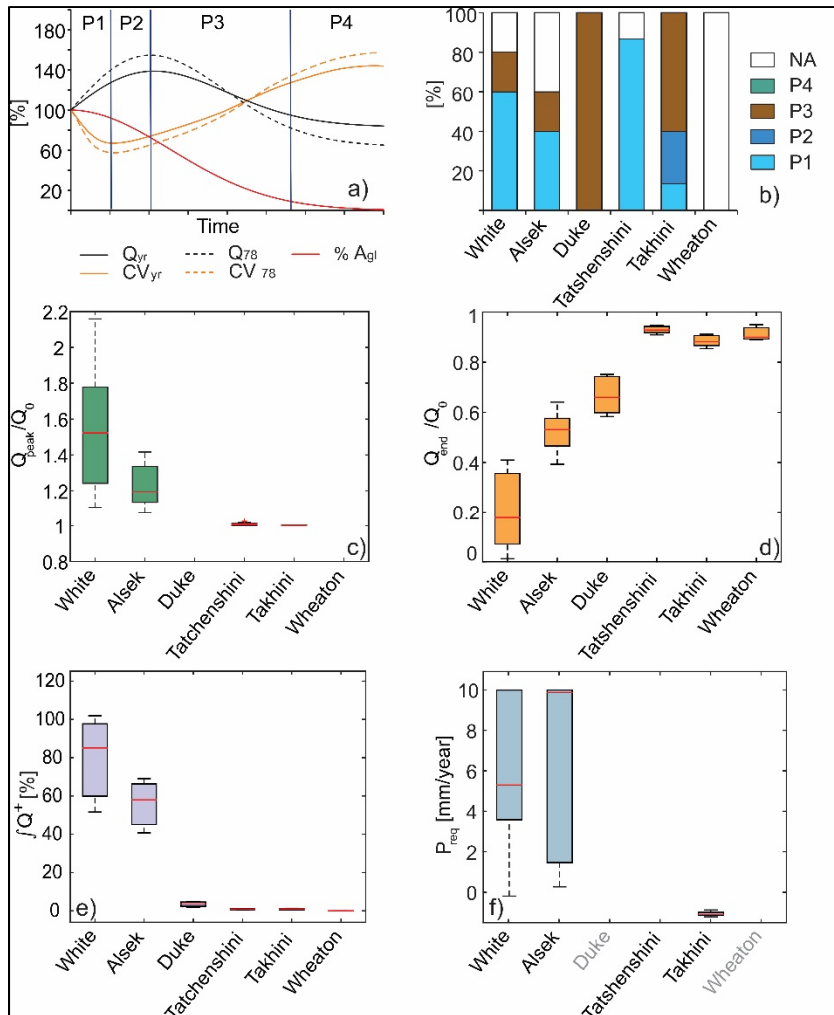 P1 P2 P3 P4
[%]
180
140
100
80
60
40
20
a)
Time
Qyr Q78 % Agl
CVyr CV 78
[%]
100
80
60
40
20
b)
NA
P4
P3
P2
P1
White
Alsek
Duke
Tatshenshini
Takhini
Wheaton
Qpeak/Q0
2.2
2
1.8
1.6
1.4
1.2
1
0.8
c)
White
Alsek
Duke
Tatchenshini
Takhini
Wheaton
Qend/Q0
1
0.8
0.6
0.4
0.2
0
d)
White
Alsek
Duke
Tatshenshini
Takhini
Wheaton
∫Q+ [%]
120
100
80
60
40
20
0
e)
White
Alsek
Duke
Tatchenshini
Takhini
Wheaton
Preq [mm/year]
10
8
6
4
2
0
f)
White
Alsek
Duke
Tatshenshini
Takhini
Wheaton